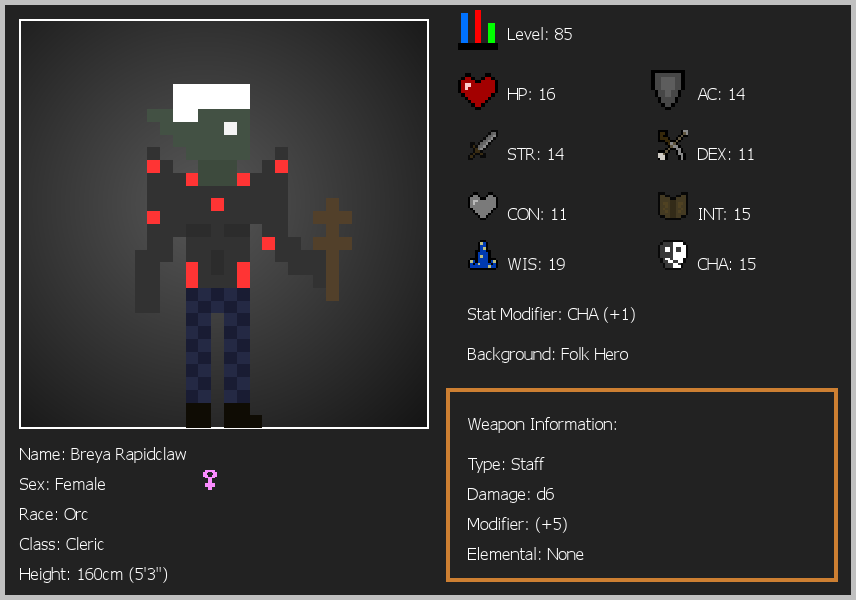 Level: 85
HP: 16
AC: 14
STR: 14
DEX: 11
CON: 11
INT: 15
WIS: 19
CHA: 15
Stat Modifier: CHA (+1)
Background: Folk Hero
Weapon Information:
Type: Staff
Damage: d6
Modifier: (+5)
Elemental: None
Name: Breya Rapidclaw
Sex: Female
Race: Orc
Class: Cleric
Height: 160cm (5'3")